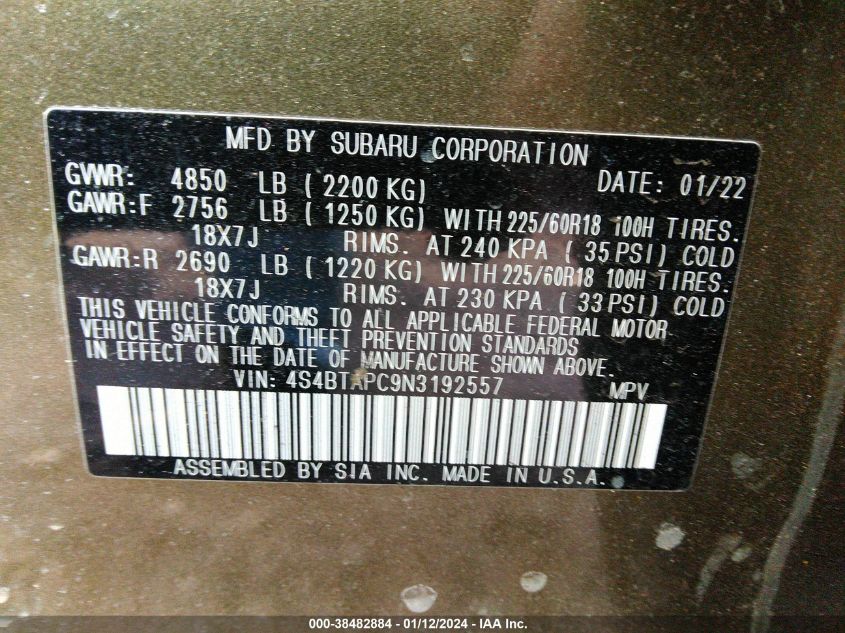 MFD BY SUBARU CORPORATION
GVWR: 4850 LB ( 2200 KG) DATE: 01/22
GAWR:F 2756 LB ( 1250 KG) WITH 225/60R18 100H TIRES.
18X7J RIMS. AT 240 KPA ( 35 PSI) COLD
GAWR:R 2690 LB ( 1220 KG) WITH 225/60R18 100H TIRES.
18X7J RIMS. AT 230 KPA ( 33 PSI) COLD
THIS VEHICLE CONFORMS TO ALL APPLICABLE FEDERAL MOTOR
VEHICLE SAFETY AND THEFT PREVENTION STANDARDS
IN EFFECT ON THE DATE OF MANUFACTURE SHOWN ABOVE.
VIN: 4S4BTAPC9N3192557 MPV
ASSEMBLED BY SIA INC. MADE IN U.S.A.
000-38482884 - 01/12/2024 - IAA Inc.